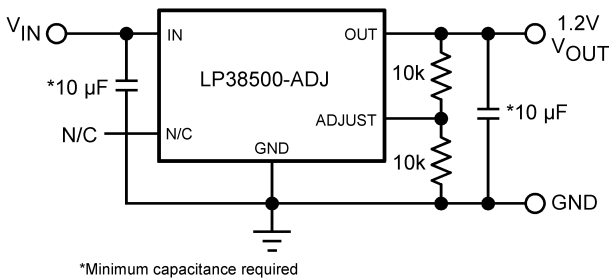 VIN
IN
OUT
1.2V
VOUT
*10 µF
LP38500-ADJ
10k
*10 µF
N/C
N/C
ADJUST
GND
10k
GND
*Minimum capacitance required